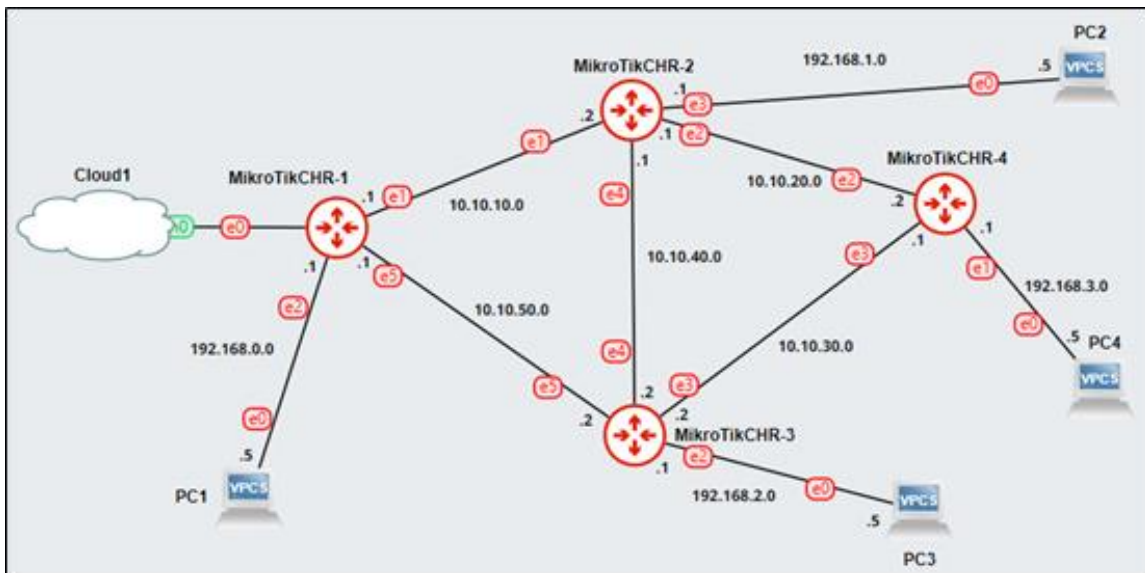 PC2
192.168.1.0
.5
VPCS
e0
MikroTikCHR-2
.1
e3
.2
.1
e2
.1
e1
MikroTikCHR-4
10.10.20.0
e2
.2
Cloud1
MikroTikCHR-1
.1
e1
10.10.10.0
e4
.1
.1
e0
e3
e1
.1
.1
e5
10.10.40.0
192.168.3.0
e2
10.10.50.0
e0
.5
PC4
VPCS
192.168.0.0
e4
10.10.30.0
e5
e3
.2
.2
.2
e0
MikroTikCHR-3
.5
.1
e2
192.168.2.0
e0
VPCS
PC1
VPCS
.5
PC3